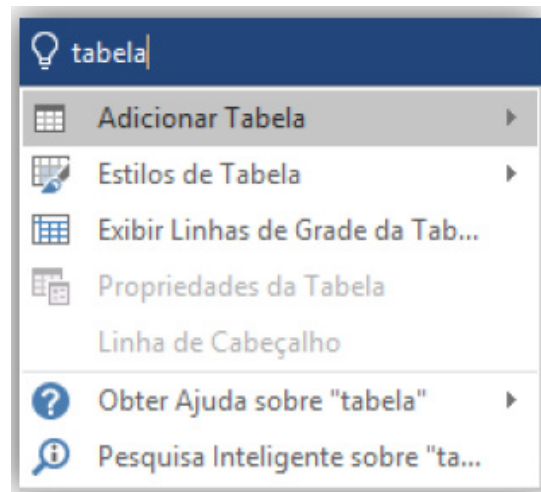 tabela
Adicionar Tabela
Estilos de Tabela
Exibir Linhas de Grade da Tab...
Propriedades da Tabela
Linha de Cabeçalho
Obter Ajuda sobre "tabela"
Pesquisa Inteligente sobre "ta...